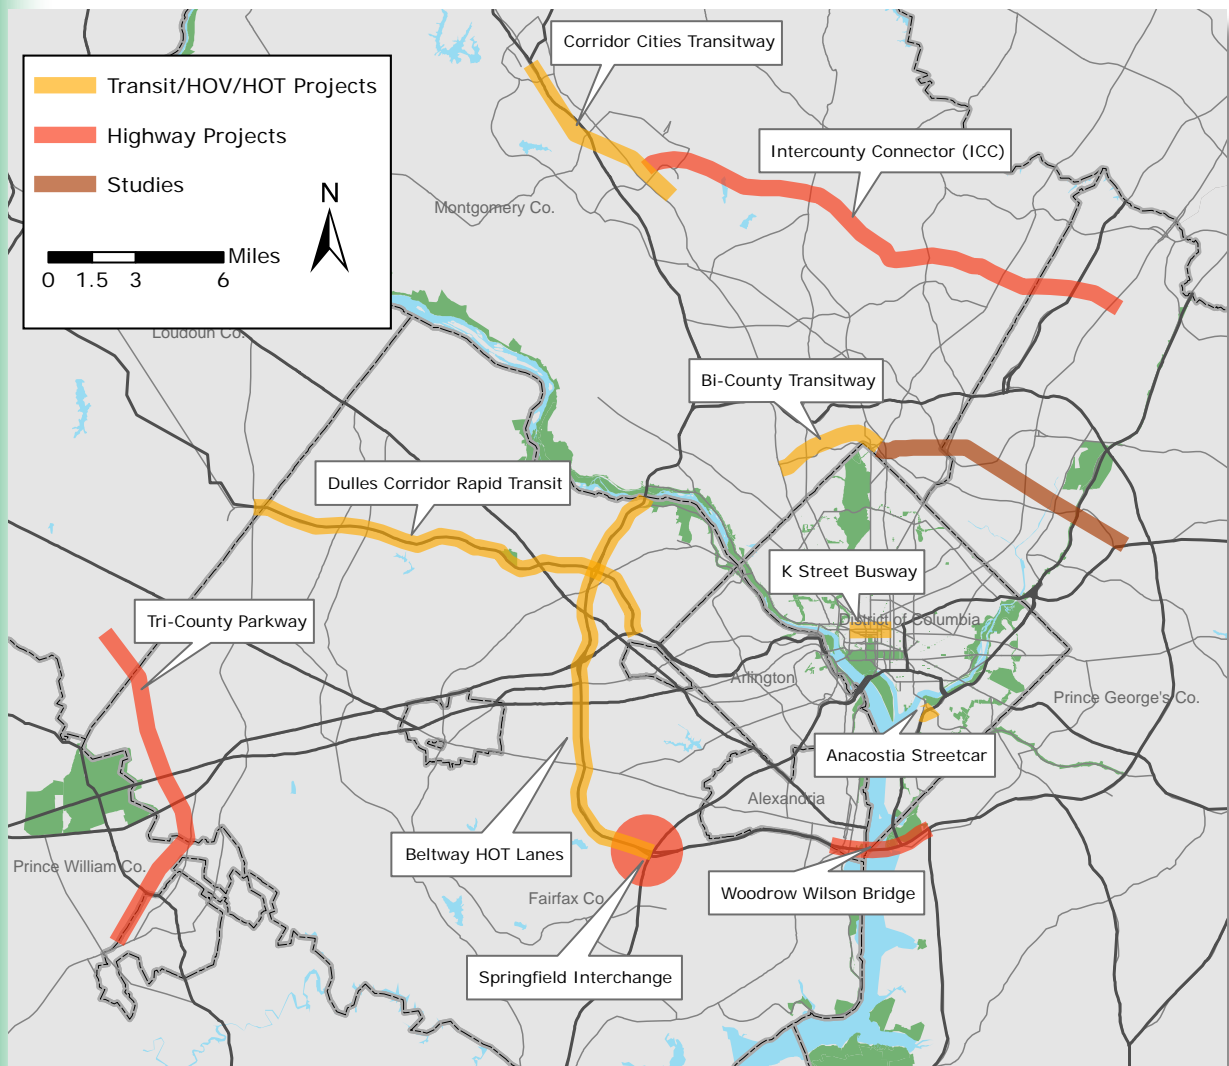 Corridor Cities Transitway
Transit/HOV/HOT Projects
Highway Projects
Studies
N
Miles
0 1.5 3 6
Intercounty Connector (ICC)
Montgomery Co.
Loudoun Co.
Bi-County Transitway
Dulles Corridor Rapid Transit
K Street Busway
District of Columbia
Tri-County Parkway
Arlington
Prince George's Co.
Anacostia Streetcar
Alexandria
Beltway HOT Lanes
Prince William Co.
Woodrow Wilson Bridge
Fairfax Co.
Springfield Interchange